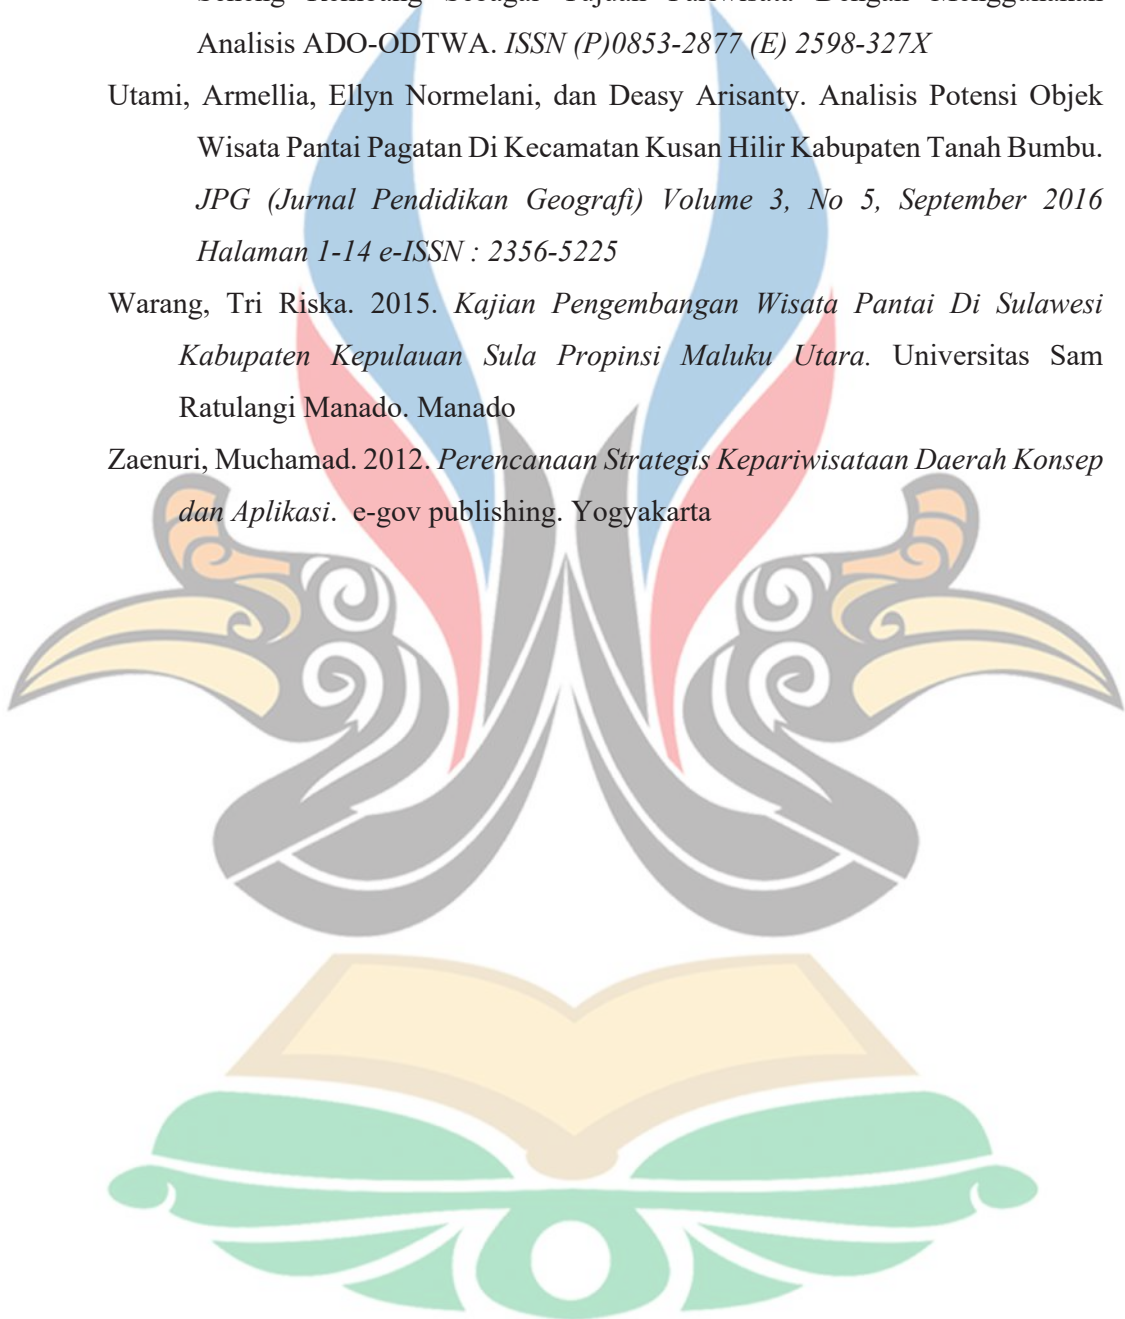 Analisis ADO-ODTWA. ISSN (P)0853-2877 (E) 2598-327X
Utami, Armellia, Ellyn Normelani, dan Deasy Arisanty. Analisis Potensi Objek
Wisata Pantai Pagatan Di Kecamatan Kusan Hilir Kabupaten Tanah Bumbu.
JPG (Jurnal Pendidikan Geografi) Volume 3, No 5, September 2016
Halaman 1-14 e-ISSN : 2356-5225
Warang, Tri Riska. 2015. Kajian Pengembangan Wisata Pantai Di Sulawesi
Kabupaten Kepulauan Sula Propinsi Maluku Utara. Universitas Sam
Ratulangi Manado. Manado
Zaenuri, Muchamad. 2012. Perencanaan Strategis Kepariwisataan Daerah Konsep
dan Aplikasi. e-gov publishing. Yogyakarta